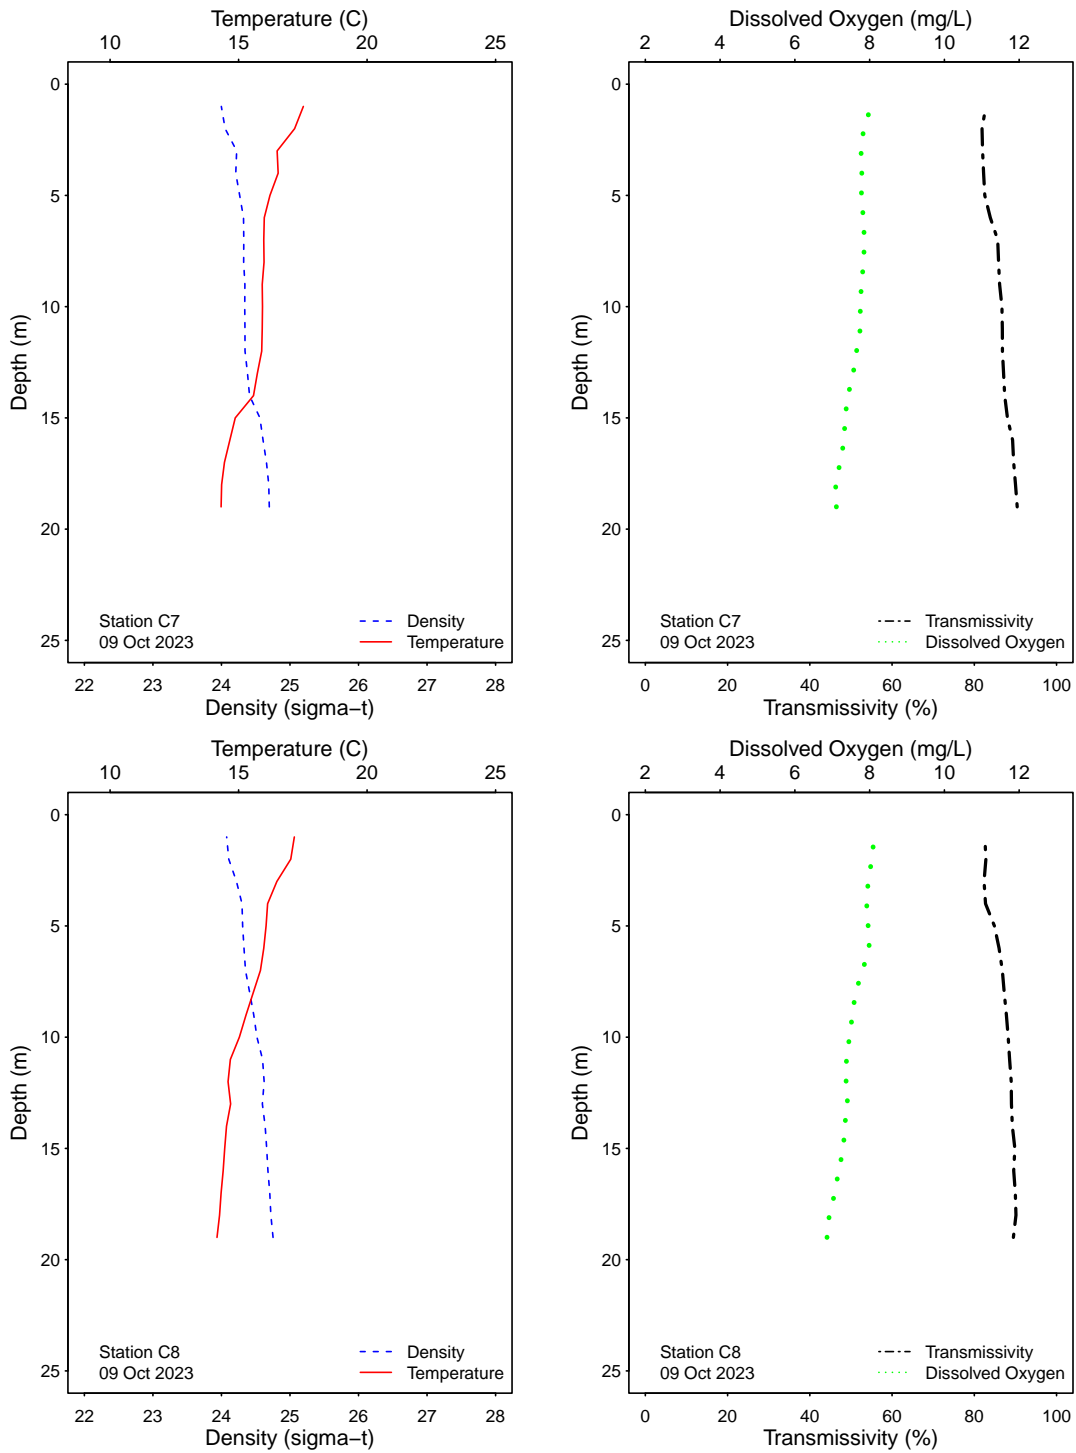 Temperature (C)
10 15 20 25
0
5
10
15
20
25
Depth (m)
Station C7
09 Oct 2023
Density
Temperature
22 23 24 25 26 27 28
Density (sigma−t)
Dissolved Oxygen (mg/L)
2 4 6 8 10 12
0
5
10
15
20
25
Depth (m)
Station C7
09 Oct 2023
Transmissivity
Dissolved Oxygen
0 20 40 60 80 100
Transmissivity (%)
Temperature (C)
10 15 20 25
0
5
10
15
20
25
Depth (m)
Station C8
09 Oct 2023
Density
Temperature
22 23 24 25 26 27 28
Density (sigma−t)
Dissolved Oxygen (mg/L)
2 4 6 8 10 12
0
5
10
15
20
25
Depth (m)
Station C8
09 Oct 2023
Transmissivity
Dissolved Oxygen
0 20 40 60 80 100
Transmissivity (%)